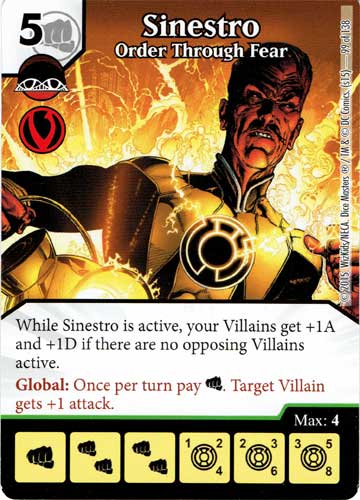 5
Sinestro
Order Through Fear
©2015 WizKids/NECA. Dice Masters ® / TM & © DC Comics. (s15) — 99 of 138
While Sinestro is active, your Villains get +1A
and +1D if there are no opposing Villains
active.
Global: Once per turn pay . Target Villain
gets +1 attack.
Max: 4
1 2 4
2 3 6
3 5 8